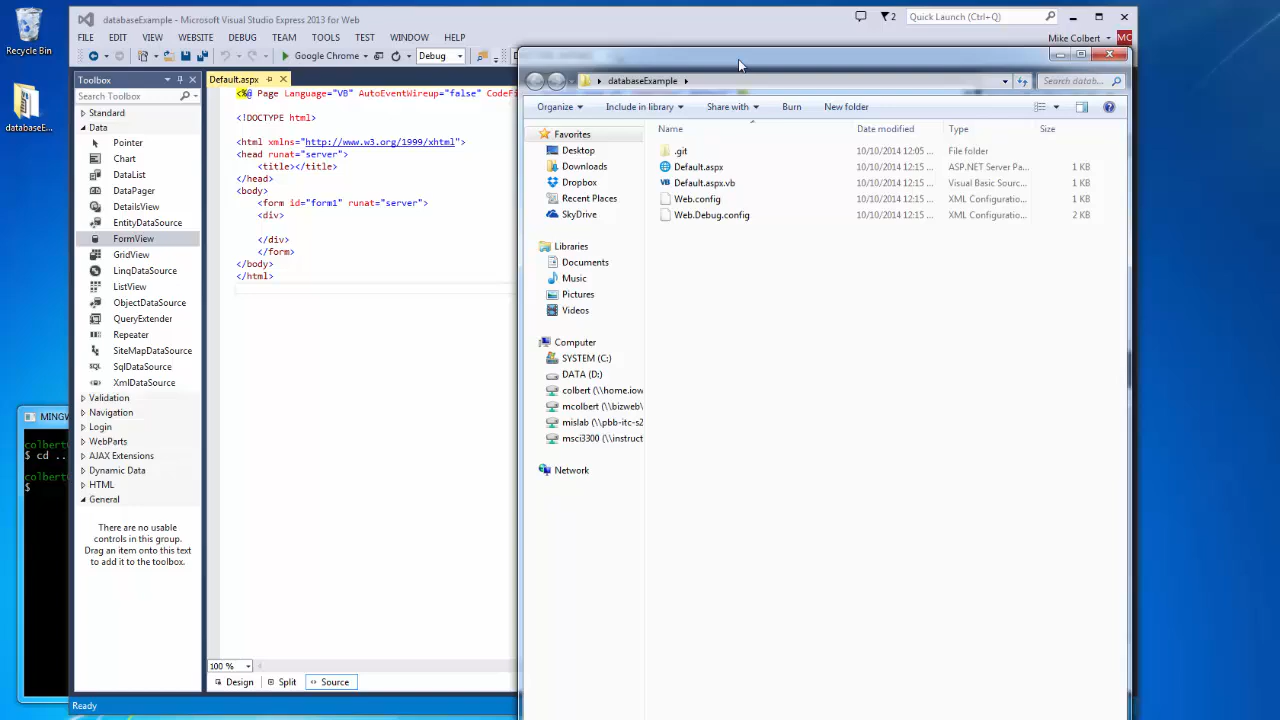 Recycle Bin
databaseE...
MINGW
colbert
$ cd ..
colbert
$
databaseExample - Microsoft Visual Studio Express 2013 for Web
2
Quick Launch (Ctrl+Q)
FILE EDIT VIEW WEBSITE DEBUG TEAM TOOLS TEST WINDOW HELP
Mike Colbert MC
Google Chrome Debug
Toolbox
Search Toolbox
Standard
Data
Pointer
Chart
DataList
DataPager
DetailsView
EntityDataSource
FormView
GridView
LinqDataSource
ListView
ObjectDataSource
QueryExtender
Repeater
SiteMapDataSource
SqlDataSource
XmlDataSource
Validation
Navigation
Login
WebParts
AJAX Extensions
Dynamic Data
HTML
General
There are no usable
controls in this group.
Drag an item onto this text
to add it to the toolbox.
Default.aspx
<%@ Page Language="VB" AutoEventWireup="false" CodeFi
<!DOCTYPE html>
<html xmlns="http://www.w3.org/1999/xhtml">
<head runat="server">
<title></title>
</head>
<body>
<form id="form1" runat="server">
<div>
</div>
</form>
</body>
</html>
100 %
Design Split Source
Ready
databaseExample
Search datab...
Organize Include in library Share with Burn New folder
Favorites
Desktop
Downloads
Dropbox
Recent Places
SkyDrive
Libraries
Documents
Music
Pictures
Videos
Computer
SYSTEM (C:)
DATA (D:)
colbert (\\home.iow
mcolbert (\\bizweb\
mislab (\\pbb-itc-s2
msci3300 (\\instruct
Network
Name Date modified Type Size
.git 10/10/2014 12:05 ... File folder
Default.aspx 10/10/2014 12:15 ... ASP.NET Server Pa... 1 KB
Default.aspx.vb 10/10/2014 12:15 ... Visual Basic Sourc... 1 KB
Web.config 10/10/2014 12:15 ... XML Configuratio... 1 KB
Web.Debug.config 10/10/2014 12:15 ... XML Configuratio... 2 KB